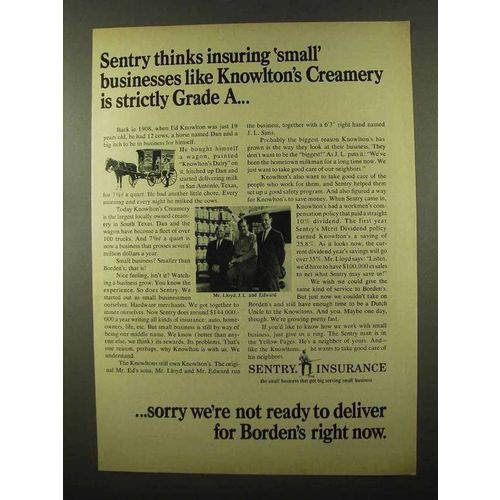 Sentry thinks insuring 'small'
businesses like Knowlton's Creamery
is strictly Grade A...
Back in 1908, when Ed Knowlton was just 19
years old, he had 12 cows, a horse named Dan and a
big itch to be in business for himself.
He bought himself
a wagon, painted
"Knowlton's Dairy" on
it, hitched up Dan and
started delivering milk
in San Antonio, Texas,
for 7½¢ a quart. He had another little chore. Every
morning and every night he milked the cows.
Today Knowlton's Creamery
is the largest locally owned cream-
ery in South Texas. Dan and the
wagon have become a fleet of over
100 trucks. And 7½¢ a quart is
now a business that grosses several
million dollars a year.
Small business? Smaller than
Borden's, that is!
Nice feeling, isn't it? Watch-
ing a business grow. You know the
experience. So does Sentry. We
started out as small businessmen
ourselves. Hardware merchants. We got together to
insure ourselves. Now Sentry does around $144,000,-
000 a year writing all kinds of insurance: auto, home-
owners, life, etc. But small business is still by way of
being our middle name. We know (better than any-
one else, we think) its rewards. Its problems. That's
one reason, perhaps, why Knowlton is with us. We
understand.
The Knowltons still own Knowlton's. The origi-
nal Mr. Ed's sons, Mr. Lloyd and Mr. Edward run
the business, together with a 6'3" right hand named
J. L. Sims.
Probably the biggest reason Knowlton's has
grown is the way they look at their business. They
don't want to be the "biggest!" As J. L. puts it: "We've
been the hometown milkman for a long time now. We
just want to take good care of our neighbors."
Knowlton's also want to take good care of the
people who work for them, and Sentry helped them
set up a good safety program. And also figured a way
for Knowlton's to save money. When Sentry came in,
Knowlton's had a workmen's com-
pensation policy that paid a straight
10% dividend. The first year
Sentry's Merit Dividend policy
earned Knowlton's a saving of
25.8%. As it looks now, the
current dividend year's savings will go
over 35%. Mr. Lloyd says: "Listen,
we'd have to have $100,000 in sales
to net what Sentry may save us!"
We wish we could give the
same kind of service to Borden's.
But just now we couldn't take on
Borden's and still have enough time to be a Dutch
Uncle to the Knowltons. And you. Maybe one day,
though. We're growing pretty fast.
If you'd like to know how we work with small
business, just give us a ring. The Sentry man is in
the Yellow Pages. He's a neighbor of yours. And—
like the Knowltons, he wants to take good care of
his neighbors.
Mr. Lloyd, J. L. and Edward
SENTRY INSURANCE
the small business that got big serving small business
...sorry we're not ready to deliver
for Borden's right now.